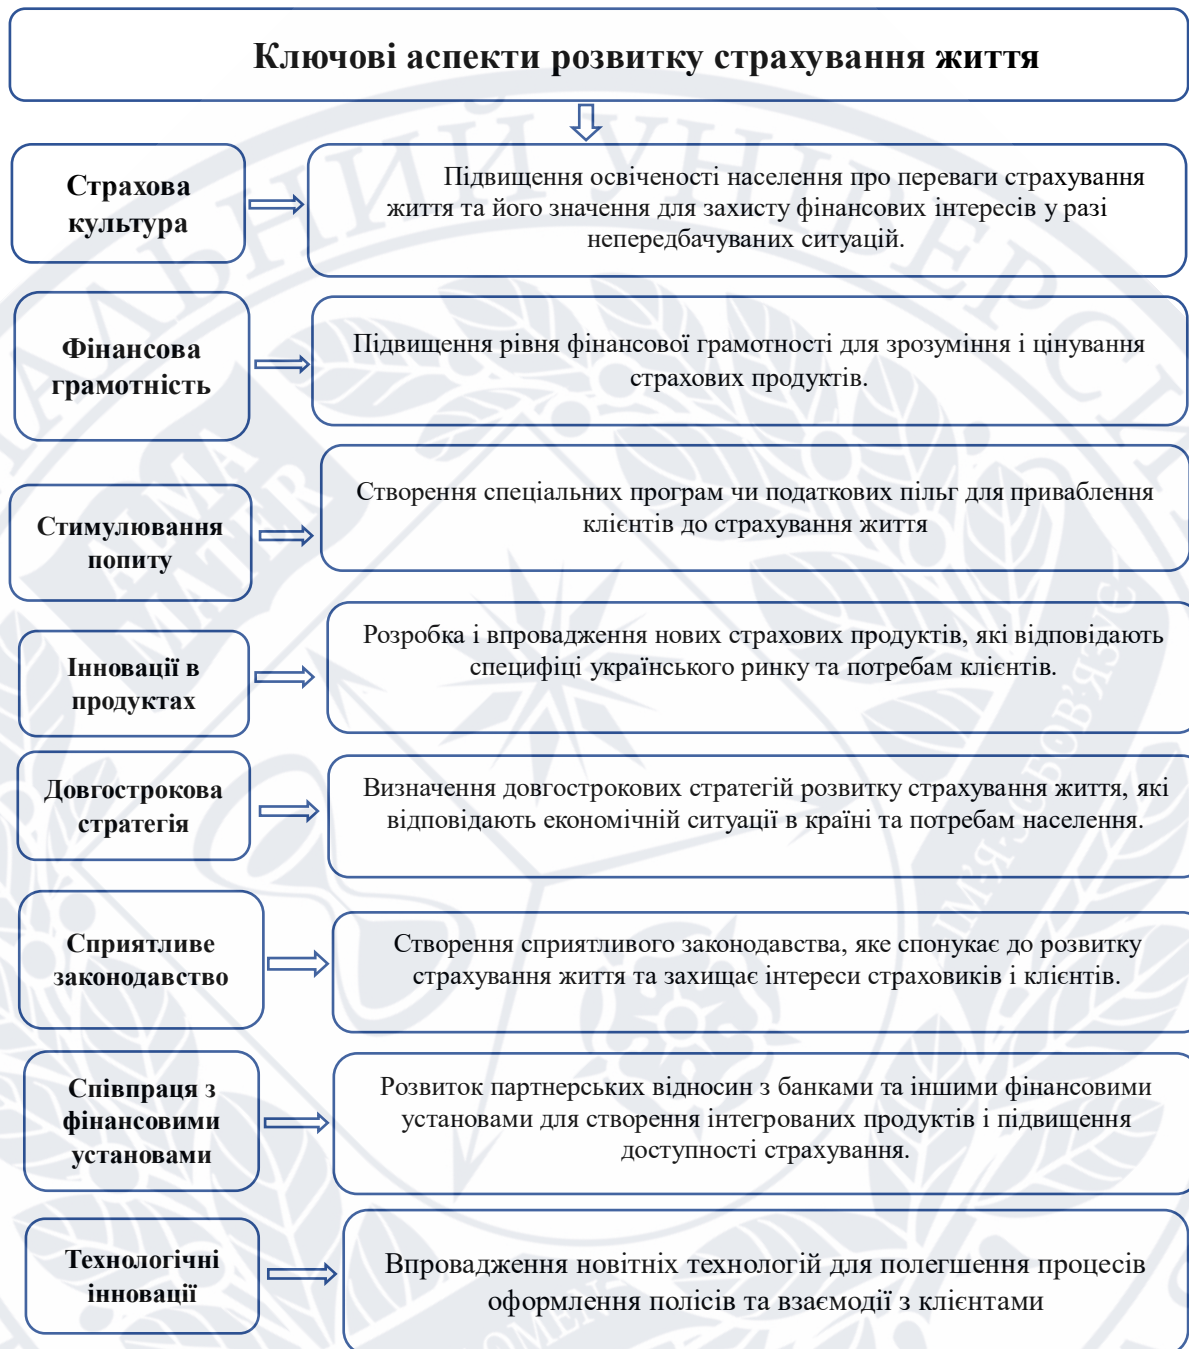 Ключові аспекти розвитку страхування життя
Страхова
культура
Підвищення освіченості населення про переваги страхування
життя та його значення для захисту фінансових інтересів у разі
непередбачуваних ситуацій.
Фінансова
грамотність
Підвищення рівня фінансової грамотності для зрозуміння і цінування
страхових продуктів.
Стимулювання
попиту
Створення спеціальних програм чи податкових пільг для приваблення
клієнтів до страхування життя
Інновації в
продуктах
Розробка і впровадження нових страхових продуктів, які відповідають
специфіці українського ринку та потребам клієнтів.
Довгострокова
стратегія
Визначення довгострокових стратегій розвитку страхування життя, які
відповідають економічній ситуації в країні та потребам населення.
Сприятливе
законодавство
Створення сприятливого законодавства, яке спонукає до розвитку
страхування життя та захищає інтереси страховиків і клієнтів.
Співпраця з
фінансовими
установами
Розвиток партнерських відносин з банками та іншими фінансовими
установами для створення інтегрованих продуктів і підвищення
доступності страхування.
Технологічні
інновації
Впровадження новітніх технологій для полегшення процесів
оформлення полісів та взаємодії з клієнтами
ALMA
MATER